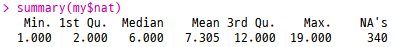 > summary(my$nat)
Min. 1st Qu. Median Mean 3rd Qu. Max. NA's
1.000 2.000 6.000 7.305 12.000 19.000 340